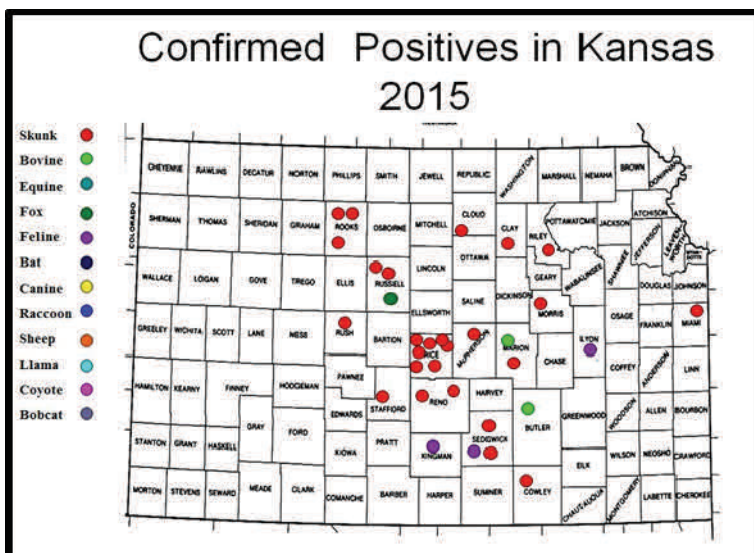 Confirmed Positives in Kansas
2015
Skunk
Bovine
Equine
Fox
Feline
Bat
Canine
Raccoon
Sheep
Llama
Coyote
Bobcat
COLORADO
CHEYENNE RAWLINS DECATUR NORTON PHILLIPS SMITH JEWELL REPUBLIC WASHINGTON MARSHALL NEMAHA BROWN DONIPHAN
SHERMAN THOMAS SHERIDAN GRAHAM ROOKS OSBORNE MITCHELL CLOUD CLAY RILEY POTTAWATOMIE JACKSON ATCHISON JEFFERSON LEAVENWORTH
WALLACE LOGAN GOVE TREGO ELLIS RUSSELL LINCOLN OTTAWA SALINE DICKINSON GEARY WABAUNSEE SHAWNEE DOUGLAS JOHNSON
GREELEY WICHITA SCOTT LANE NESS RUSH BARTON ELLSWORTH RICE McPHERSON MARION MORRIS CHASE LYON OSAGE FRANKLIN MIAMI
HAMILTON KEARNY FINNEY HODGEMAN PAWNEE STAFFORD RENO HARVEY BUTLER GREENWOOD COFFEY ANDERSON LINN
STANTON GRANT HASKELL GRAY FORD EDWARDS KIOWA PRATT KINGMAN SEDGWICK ELK WOODSON ALLEN BOURBON
WILSON NEOSHO CRAWFORD
MORTON STEVENS SEWARD MEADE CLARK COMANCHE BARBER HARPER SUMNER COWLEY CHAUTAUQUA MONTGOMERY LABETTE CHEROKEE